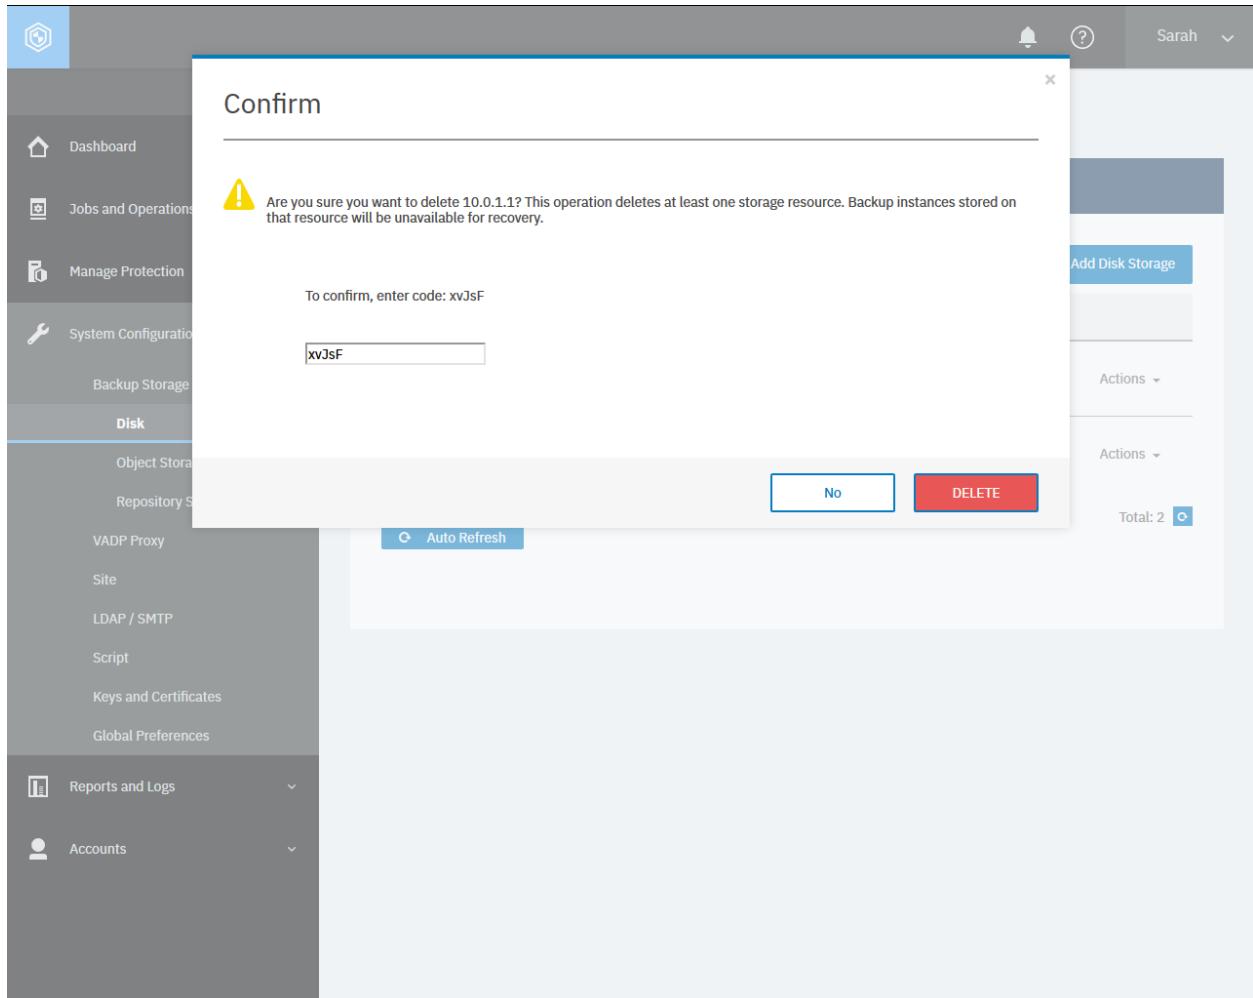 Sarah
Confirm
×
Dashboard
Are you sure you want to delete 10.0.1.1? This operation deletes at least one storage resource. Backup instances stored on
that resource will be unavailable for recovery.
Jobs and Operations
Manage Protection
Add Disk Storage
To confirm, enter code: xvJsF
System Configuratio
xvJsF
Backup Storage
Actions
Disk
Object Stora
Actions
Repository S
No
DELETE
Total: 2
VADP Proxy
Auto Refresh
Site
LDAP / SMTP
Script
Keys and Certificates
Global Preferences
Reports and Logs
Accounts